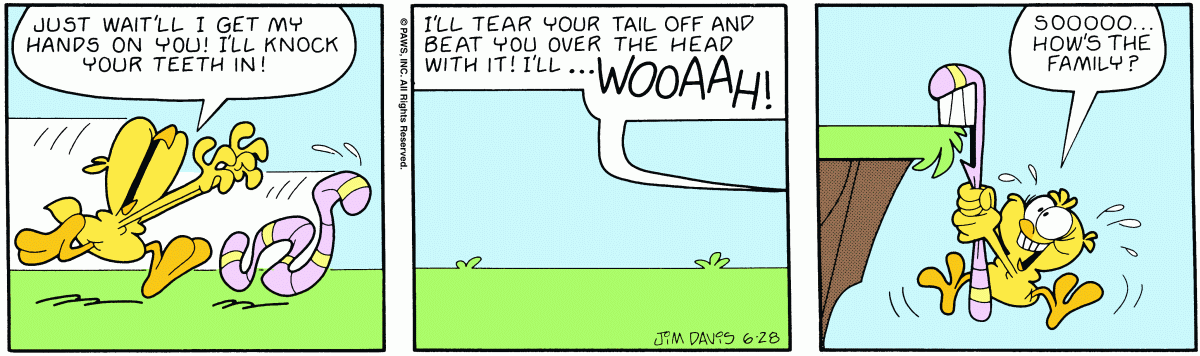 JUST WAIT'LL I GET MY
HANDS ON YOU! I'LL KNOCK
YOUR TEETH IN!
© PAWS, INC. All Rights Reserved.
I'LL TEAR YOUR TAIL OFF AND
BEAT YOU OVER THE HEAD
WITH IT! I'LL ... WOOAAH!
JIM DAVIS 6-28
SOOOOO...
HOW'S THE
FAMILY?